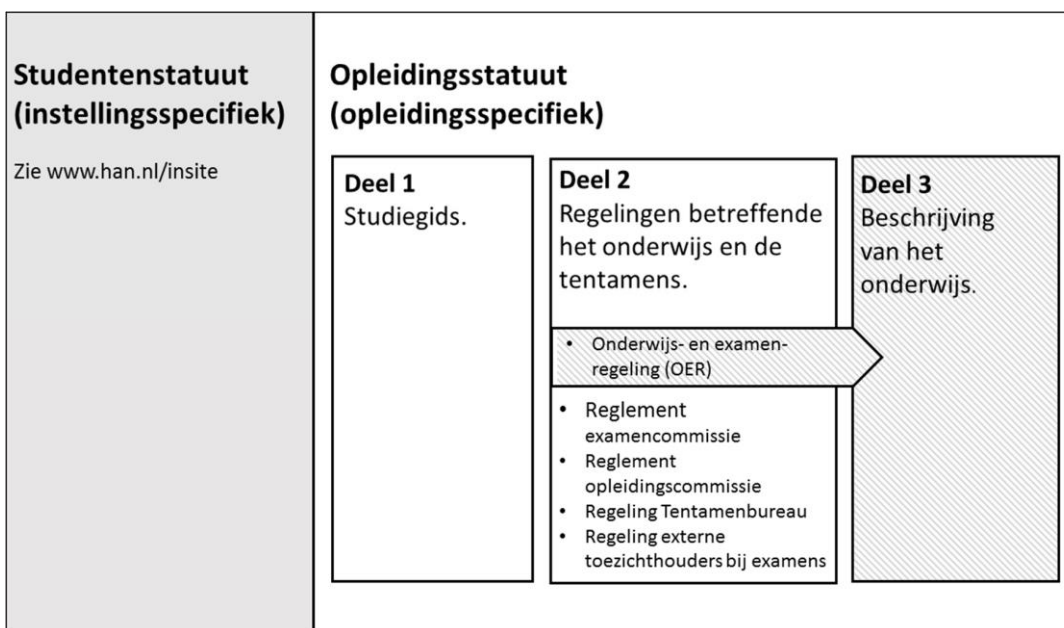 Studentenstatuut
(instellingsspecifiek)
Zie www.han.nl/insite
Opleidingsstatuut
(opleidingsspecifiek)
Deel 1
Studiegids.
Deel 2
Regelingen betreffende
het onderwijs en de
tentamens.
• Onderwijs- en examen-
regeling (OER)
• Reglement
examencommissie
• Reglement
opleidingscommissie
• Regeling Tentamenbureau
• Regeling externe
toezichthouders bij examens
Deel 3
Beschrijving
van het
onderwijs.